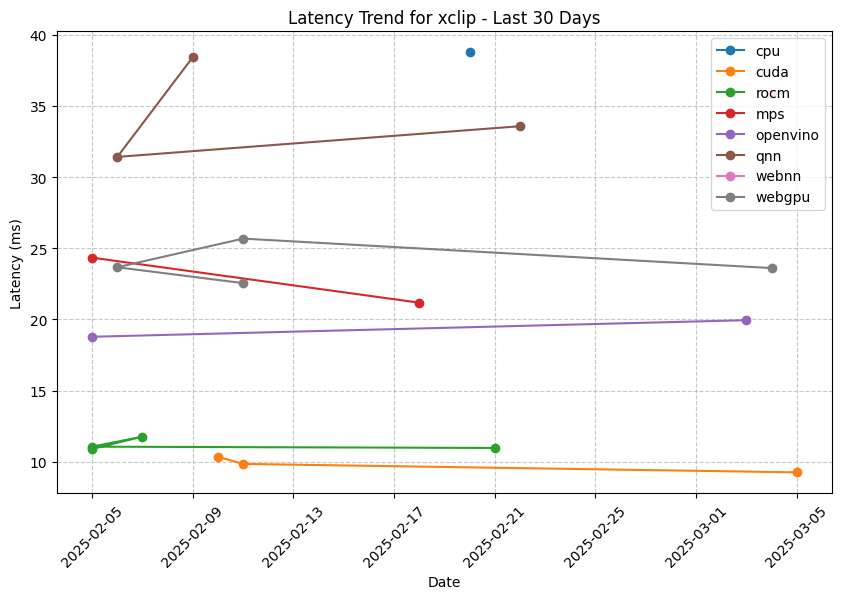 Latency Trend for xclip - Last 30 Days
40
35
30
25
20
15
10
Latency (ms)
cpu
cuda
rocm
mps
openvino
qnn
webnn
webgpu
2025-02-05
2025-02-09
2025-02-13
2025-02-17
2025-02-21
2025-02-25
2025-03-01
2025-03-05
Date